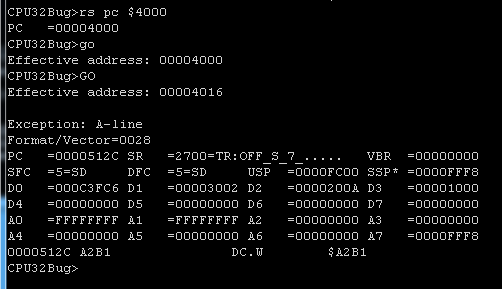 CPU32Bug>rs pc $4000
PC   =00004000
CPU32Bug>go
Effective address: 00004000
CPU32Bug>GO
Effective address: 00004016
Exception: A-line
Format/Vector=0028
PC   =0000512C SR   =2700=TR:OFF_S_7_.....   VBR  =00000000
SFC  =5=SD     DFC  =5=SD     USP  =0000FC00 SSP* =0000FFF8
D0   =000C3FC6 D1   =00003002 D2   =0000200A D3   =00001000
D4   =00000000 D5   =00000000 D6   =00000000 D7   =00000000
A0   =FFFFFFFF A1   =FFFFFFFF A2   =00000000 A3   =00000000
A4   =00000000 A5   =00000000 A6   =00000000 A7   =0000FFF8
0000512C A2B1                DC.W        $A2B1
CPU32Bug>